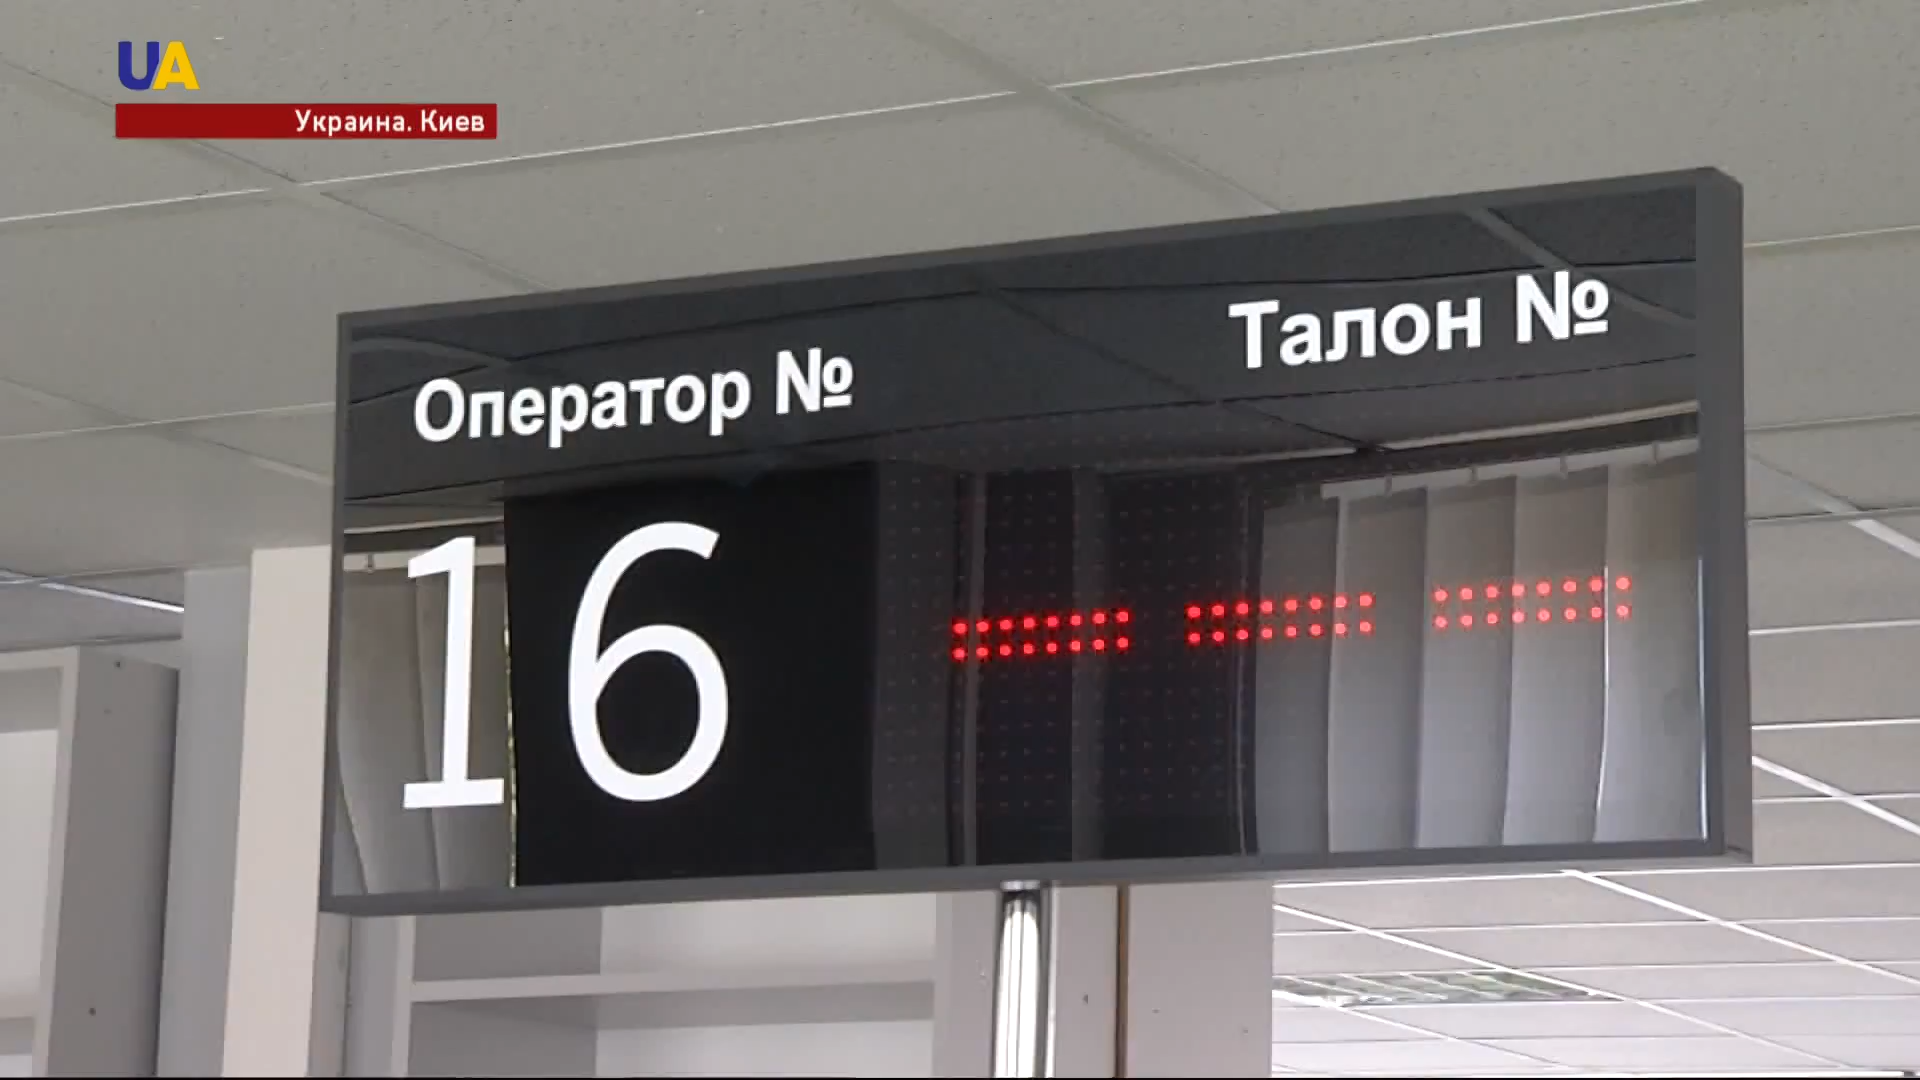 UA
Украина. Киев
Оператор № Талон №
16 - - -